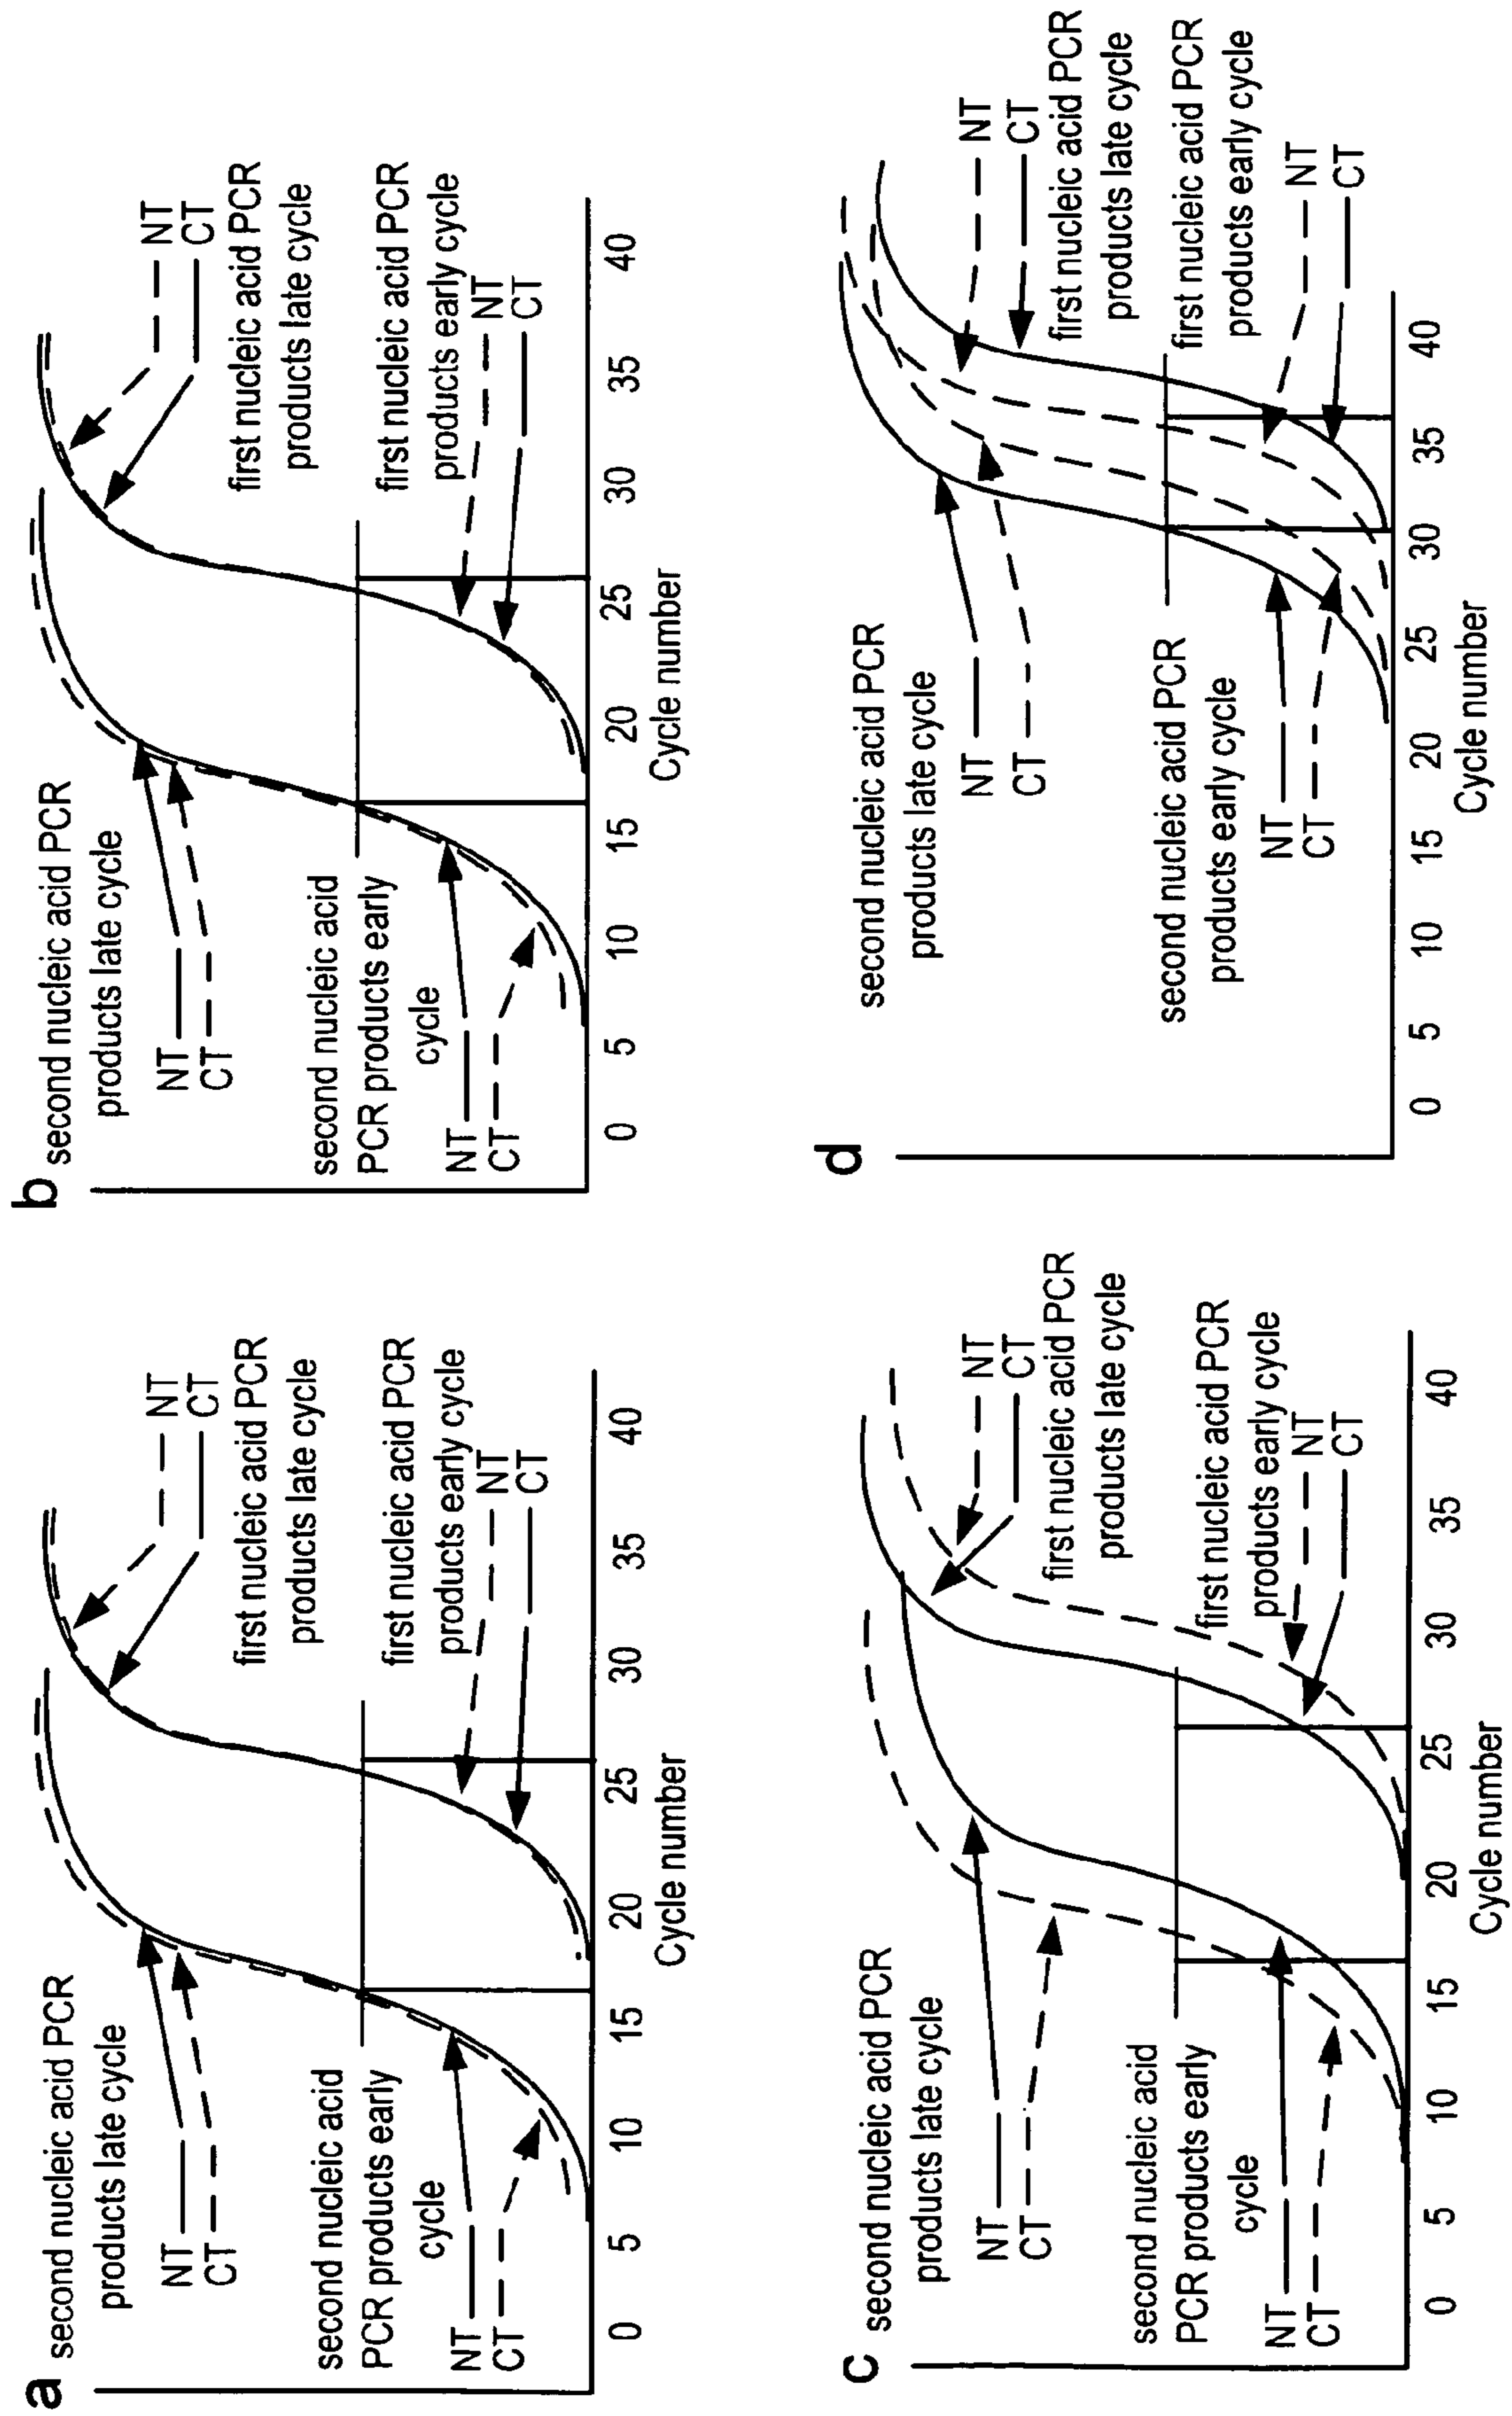 a
second nucleic acid PCR
products late cycle
NT
CT
second nucleic acid
PCR products early
cycle
NT
CT
NT
CT
first nucleic acid PCR
products late cycle
first nucleic acid PCR
products early cycle
NT
CT
0 5 10 15 20 25 30 35 40
Cycle number
b
second nucleic acid PCR
products late cycle
NT
CT
second nucleic acid
PCR products early
cycle
NT
CT
NT
CT
first nucleic acid PCR
products late cycle
first nucleic acid PCR
products early cycle
NT
CT
0 5 10 15 20 25 30 35 40
Cycle number
c
second nucleic acid PCR
products late cycle
NT
CT
second nucleic acid
PCR products early
cycle
NT
CT
NT
CT
first nucleic acid PCR
products late cycle
first nucleic acid PCR
products early cycle
NT
CT
0 5 10 15 20 25 30 35 40
Cycle number
d
second nucleic acid PCR
products late cycle
NT
CT
second nucleic acid PCR
products early cycle
NT
CT
NT
CT
first nucleic acid PCR
products late cycle
first nucleic acid PCR
products early cycle
NT
CT
0 5 10 15 20 25 30 35 40
Cycle number